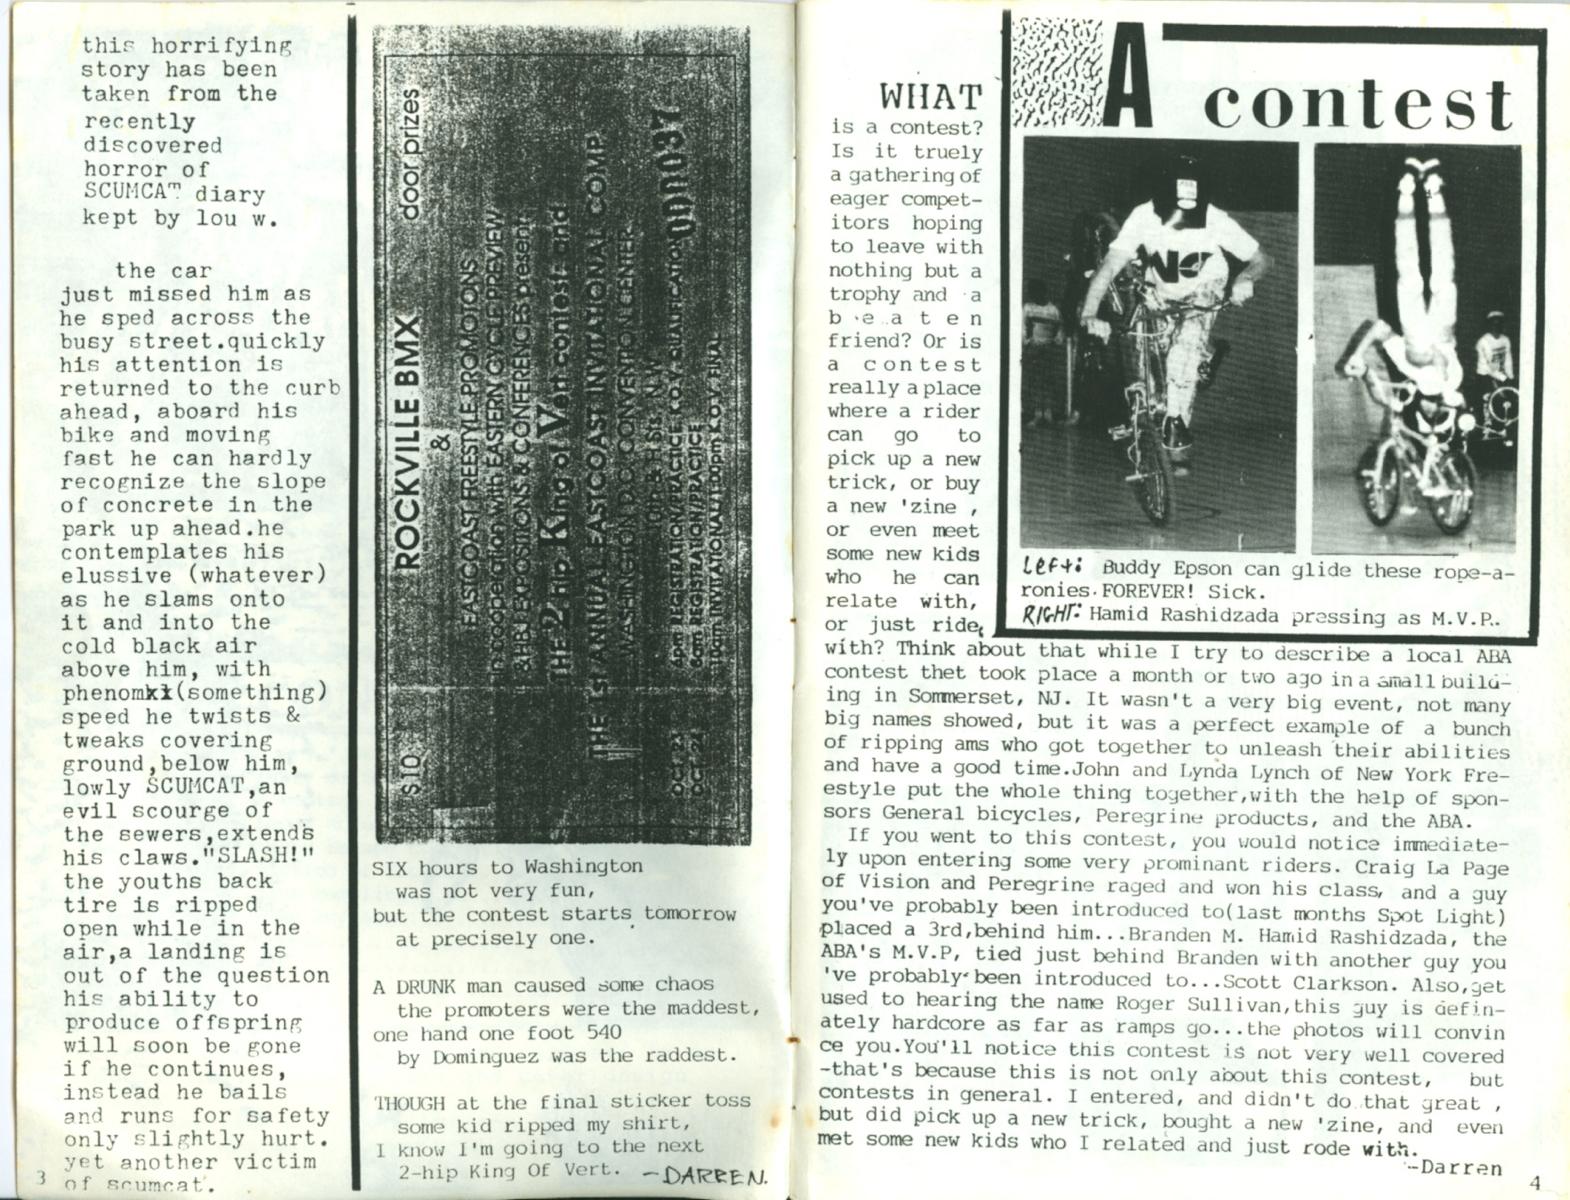 this horrifying
story has been
taken from the
recently
discovered
horror of
SCUMCAT diary
kept by lou w.
the car
just missed him as
he sped across the
busy street.quickly
his attention is
returned to the curb
ahead, aboard his
bike and moving
fast he can hardly
recognize the slope
of concrete in the
park up ahead.he
contemplates his
elussive (whatever)
as he slams onto
it and into the
cold black air
above him, with
phenomxx(something)
speed he twists &
tweaks covering
ground,below him,
lowly SCUMCAT,an
evil scourge of
the sewers,extends
his claws."SLASH!"
the youths back
tire is ripped
open while in the
air,a landing is
out of the question
his ability to
produce offspring
will soon be gone
if he continues,
instead he bails
and runs for safety
only slightly hurt.
yet another victim
of scumcat.
3
$10 door prizes
ROCKVILLE BMX
&
EASTCOAST FREESTYLE PROMOTIONS
in cooperation with EASTERN CYCLE PREVIEW
& HBJ EXPOSITIONS & CONFERENCES present
THE 2-hip King of Vert contest and
THE 1st ANNUAL EASTCOAST INVITATIONAL COMP.
WASHINGTON D.C. CONVENTION CENTER
10TH & H Sts. N.W.
OCT. 23 6pm REGISTRATION/PRACTICE K.O.V. QUALIFICATION
OCT. 24 8am REGISTRATION/PRACTICE
10am INVITATIONAL/1:00pm K.O.V. FINAL
000037
SIX hours to Washington
was not very fun,
but the contest starts tomorrow
at precisely one.
A DRUNK man caused some chaos
the promoters were the maddest,
one hand one foot 540
by Dominguez was the raddest.
THOUGH at the final sticker toss
some kid ripped my shirt,
I know I'm going to the next
2-hip King Of Vert. -DARREN.
A contest
Left: Buddy Epson can glide these rope-a-
ronies.FOREVER! Sick.
RIGHT: Hamid Rashidzada pressing as M.V.P.
WHAT
is a contest?
Is it truely
a gathering of
eager compet-
itors hoping
to leave with
nothing but a
trophy and a
beaten
friend? Or is
a contest
really a place
where a rider
can go to
pick up a new
trick, or buy
a new 'zine ,
or even meet
some new kids
who he can
relate with,
or just ride
with? Think about that while I try to describe a local ABA
contest thet took place a month or two ago in a small build-
ing in Sommerset, NJ. It wasn't a very big event, not many
big names showed, but it was a perfect example of a bunch
of ripping ams who got together to unleash their abilities
and have a good time.John and Lynda Lynch of New York Fre-
estyle put the whole thing together,with the help of spon-
sors General bicycles, Peregrine products, and the ABA.
If you went to this contest, you would notice immediate-
ly upon entering some very prominant riders. Craig La Page
of Vision and Peregrine raged and won his class, and a guy
you've probably been introduced to(last months Spot Light)
placed a 3rd,behind him...Branden M. Hamid Rashidzada, the
ABA's M.V.P, tied just behind Branden with another guy you
've probably been introduced to...Scott Clarkson. Also,get
used to hearing the name Roger Sullivan,this guy is defin-
ately hardcore as far as ramps go...the photos will convin
ce you.You'll notice this contest is not very well covered
-that's because this is not only about this contest, but
contests in general. I entered, and didn't do that great ,
but did pick up a new trick, bought a new 'zine, and even
met some new kids who I related and just rode with.
-Darren
4